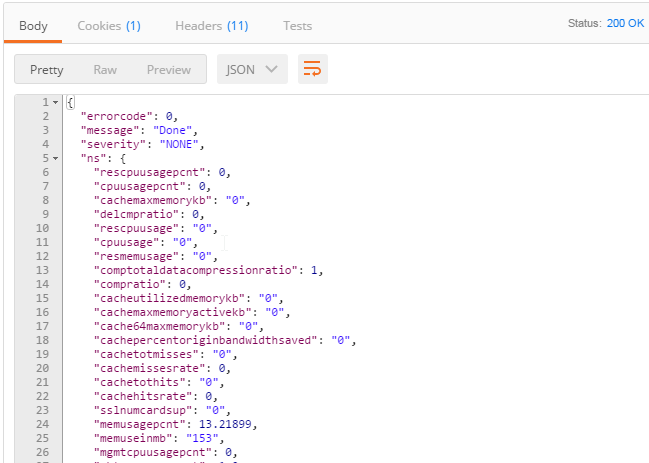 Body Cookies (1) Headers (11) Tests Status: 200 OK
Pretty Raw Preview JSON
1 {
2 "errorcode": 0,
3 "message": "Done",
4 "severity": "NONE",
5 "ns": {
6 "rescpuusagepcnt": 0,
7 "cpuusagepcnt": 0,
8 "cachemaxmemorykb": "0",
9 "delcmpratio": 0,
10 "rescpuusage": "0",
11 "cpuusage": "0",
12 "resmemusage": "0",
13 "comptotaldatacompressionratio": 1,
14 "compratio": 0,
15 "cacheutilizedmemorykb": "0",
16 "cachemaxmemoryactivekb": "0",
17 "cache64maxmemorykb": "0",
18 "cachepercentoriginbandwidthsaved": "0",
19 "cachetotmisses": "0",
20 "cachemissesrate": 0,
21 "cachetothits": "0",
22 "cachehitsrate": 0,
23 "sslnumcardsup": "0",
24 "memusagepcnt": 13.21899,
25 "memuseinmb": "153",
26 "mgmtcpuusagepcnt": 0,